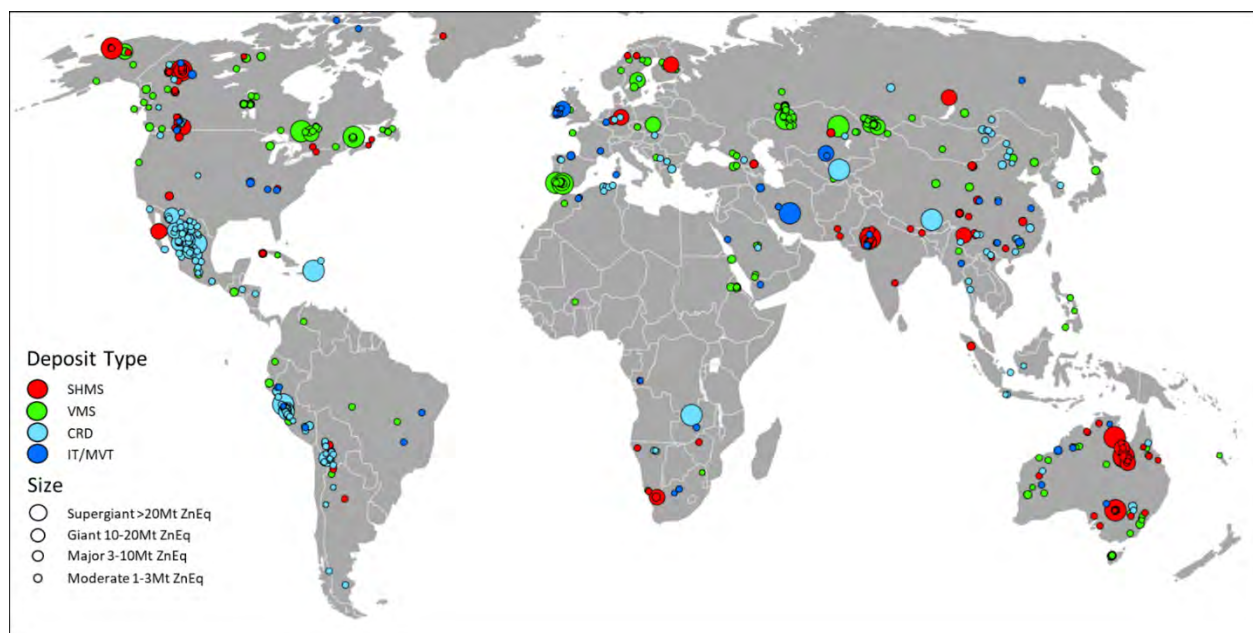 Deposit Type
SHMS
VMS
CRD
IT/MVT
Size
Supergiant >20Mt ZnEq
Giant 10-20Mt ZnEq
Major 3-10Mt ZnEq
Moderate 1-3Mt ZnEq